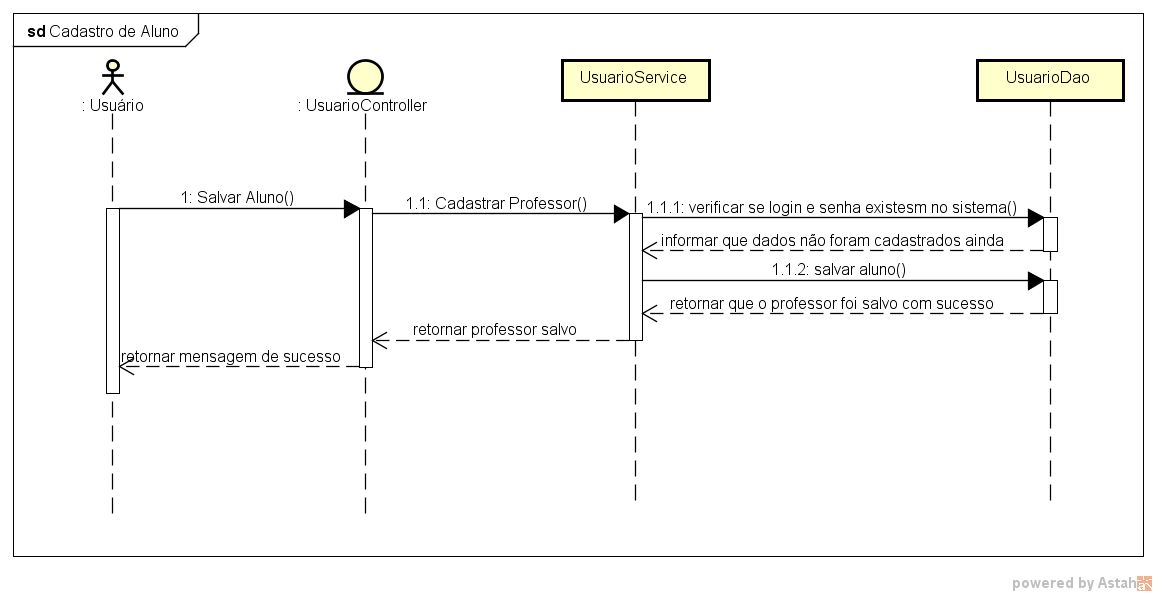 sd Cadastro de Aluno
: Usuário
: UsuarioController
UsuarioService
UsuarioDao
1: Salvar Aluno()
1.1: Cadastrar Professor()
1.1.1: verificar se login e senha existesm no sistema()
informar que dados não foram cadastrados ainda
1.1.2: salvar aluno()
retornar que o professor foi salvo com sucesso
retornar professor salvo
retornar mensagem de sucesso
powered by Astah